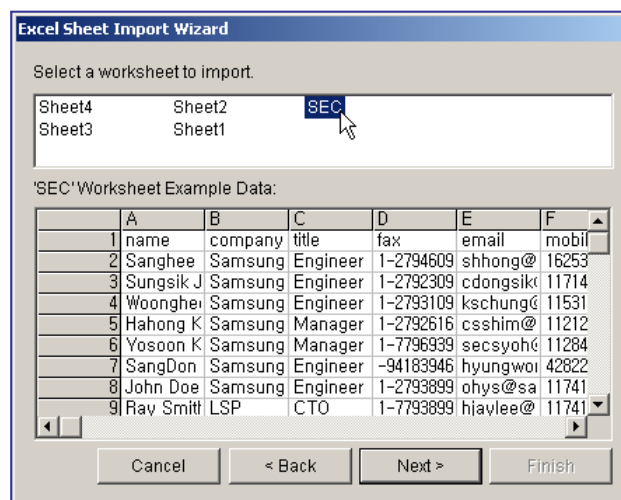 Excel Sheet Import Wizard
Select a worksheet to import.
Sheet4 Sheet2 SEC
Sheet3 Sheet1
'SEC' Worksheet Example Data:
A B C D E F
1 name company title fax email mobil
2 Sanghee Samsung Engineer 1-2794609 shhong@ 16253
3 Sungsik J Samsung Engineer 1-2792309 cdongsik 11714
4 Woonghe Samsung Engineer 1-2793109 kschung 11531
5 Hahong K Samsung Manager 1-2792616 csshim@ 11212
6 Yosoon K Samsung Manager 1-7796939 secsyoh 11284
7 SangDon Samsung Engineer -94183946 hyungwo 42822
8 John Doe Samsung Engineer 1-2793899 ohys@sa 11741
9 Ray Smith LSP CTO 1-7793899 hjaylee@ 11741
Cancel < Back Next > Finish